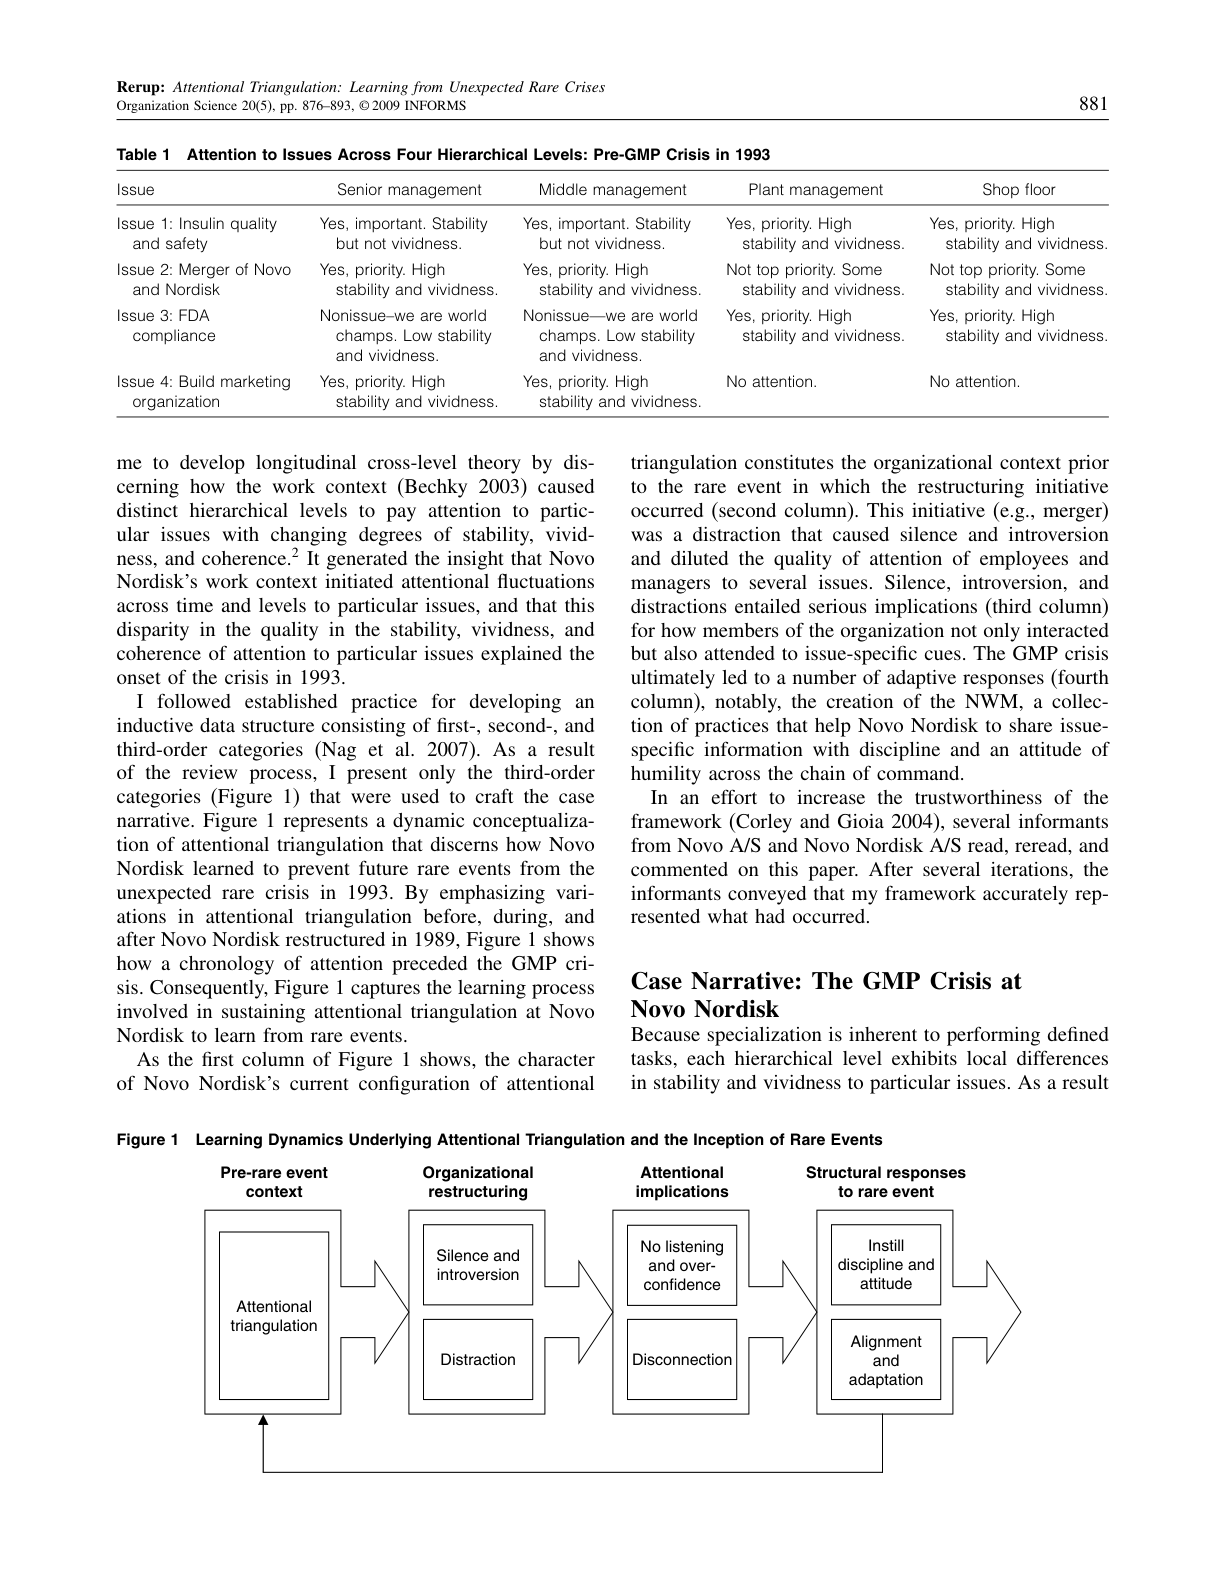 Rerup: Attentional Triangulation: Learning from Unexpected Rare Crises
Organization Science 20(5), pp. 876–893, © 2009 INFORMS
881
Table 1 Attention to Issues Across Four Hierarchical Levels: Pre-GMP Crisis in 1993
Issue Senior management Middle management Plant management Shop floor
Issue 1: Insulin quality Yes, important. Stability Yes, important. Stability Yes, priority. High Yes, priority. High
and safety but not vividness. but not vividness. stability and vividness. stability and vividness.
Issue 2: Merger of Novo Yes, priority. High Yes, priority. High Not top priority. Some Not top priority. Some
and Nordisk stability and vividness. stability and vividness. stability and vividness. stability and vividness.
Issue 3: FDA Nonissue–we are world Nonissue—we are world Yes, priority. High Yes, priority. High
compliance champs. Low stability champs. Low stability stability and vividness. stability and vividness.
and vividness. and vividness.
Issue 4: Build marketing Yes, priority. High Yes, priority. High No attention. No attention.
organization stability and vividness. stability and vividness.
me to develop longitudinal cross-level theory by dis-
cerning how the work context (Bechky 2003) caused
distinct hierarchical levels to pay attention to partic-
ular issues with changing degrees of stability, vivid-
ness, and coherence.2 It generated the insight that Novo
Nordisk's work context initiated attentional fluctuations
across time and levels to particular issues, and that this
disparity in the quality in the stability, vividness, and
coherence of attention to particular issues explained the
onset of the crisis in 1993.
I followed established practice for developing an
inductive data structure consisting of first-, second-, and
third-order categories (Nag et al. 2007). As a result
of the review process, I present only the third-order
categories (Figure 1) that were used to craft the case
narrative. Figure 1 represents a dynamic conceptualiza-
tion of attentional triangulation that discerns how Novo
Nordisk learned to prevent future rare events from the
unexpected rare crisis in 1993. By emphasizing vari-
ations in attentional triangulation before, during, and
after Novo Nordisk restructured in 1989, Figure 1 shows
how a chronology of attention preceded the GMP cri-
sis. Consequently, Figure 1 captures the learning process
involved in sustaining attentional triangulation at Novo
Nordisk to learn from rare events.
As the first column of Figure 1 shows, the character
of Novo Nordisk's current configuration of attentional
triangulation constitutes the organizational context prior
to the rare event in which the restructuring initiative
occurred (second column). This initiative (e.g., merger)
was a distraction that caused silence and introversion
and diluted the quality of attention of employees and
managers to several issues. Silence, introversion, and
distractions entailed serious implications (third column)
for how members of the organization not only interacted
but also attended to issue-specific cues. The GMP crisis
ultimately led to a number of adaptive responses (fourth
column), notably, the creation of the NWM, a collec-
tion of practices that help Novo Nordisk to share issue-
specific information with discipline and an attitude of
humility across the chain of command.
In an effort to increase the trustworthiness of the
framework (Corley and Gioia 2004), several informants
from Novo A/S and Novo Nordisk A/S read, reread, and
commented on this paper. After several iterations, the
informants conveyed that my framework accurately rep-
resented what had occurred.
Case Narrative: The GMP Crisis at
Novo Nordisk
Because specialization is inherent to performing defined
tasks, each hierarchical level exhibits local differences
in stability and vividness to particular issues. As a result
Figure 1 Learning Dynamics Underlying Attentional Triangulation and the Inception of Rare Events
Pre-rare event
context
Organizational
restructuring
Attentional
implications
Structural responses
to rare event
Attentional
triangulation
Silence and
introversion
Distraction
No listening
and over-
confidence
Disconnection
Instill
discipline and
attitude
Alignment
and
adaptation